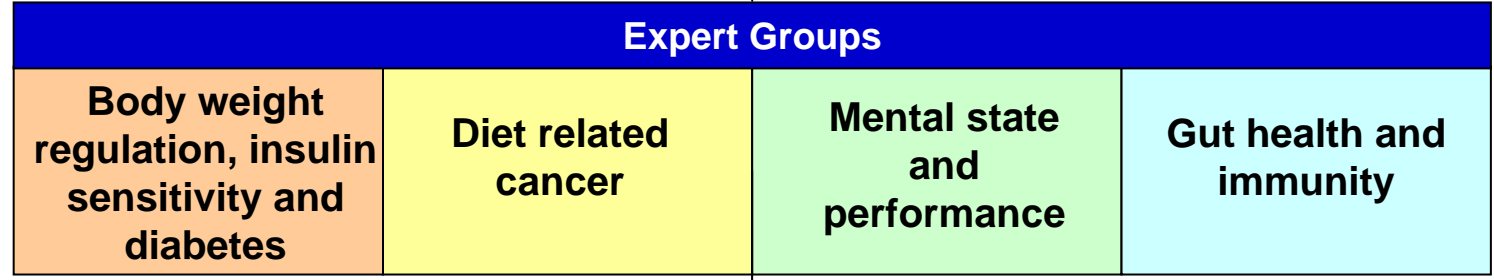 Expert Groups
Body weight
regulation, insulin
sensitivity and
diabetes
Diet related
cancer
Mental state
and
performance
Gut health and
immunity